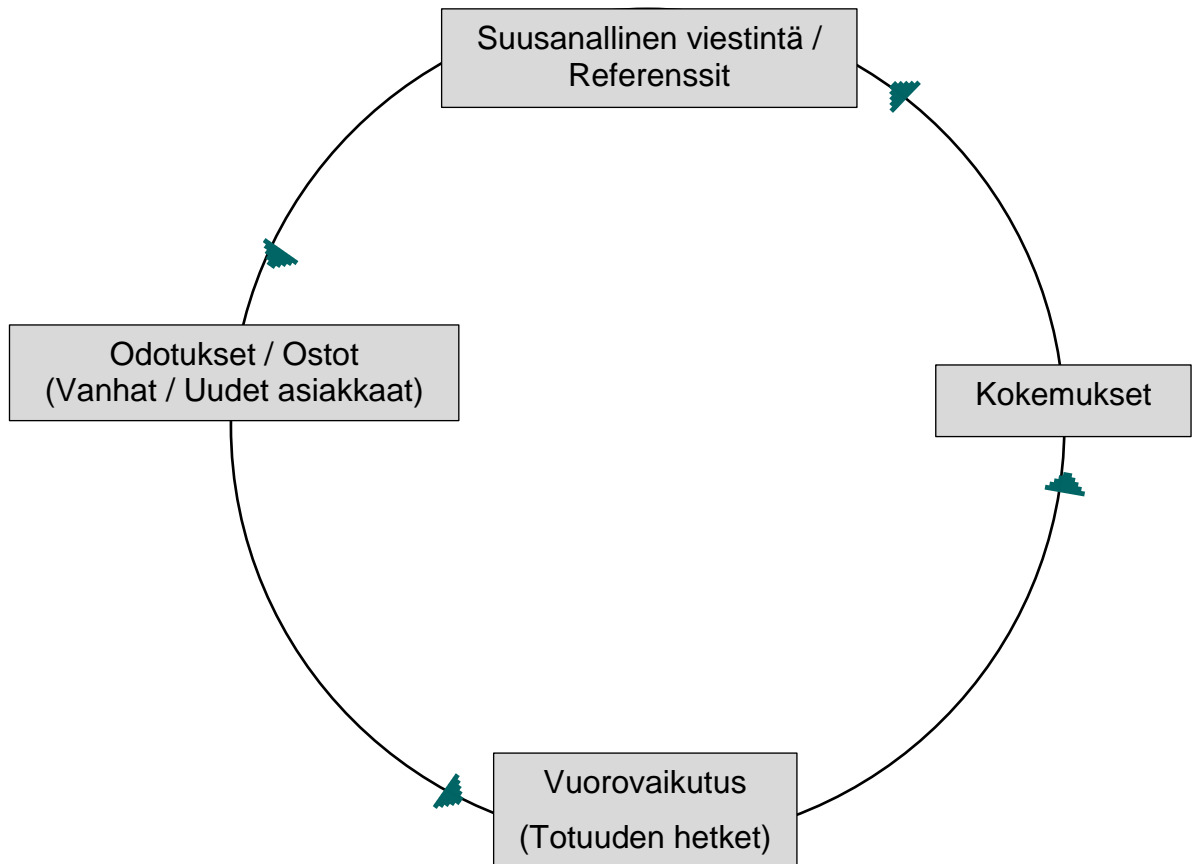 Suusanallinen viestintä /
Referenssit
Odotukset / Ostot
(Vanhat / Uudet asiakkaat)
Kokemukset
Vuorovaikutus
(Totuuden hetket)